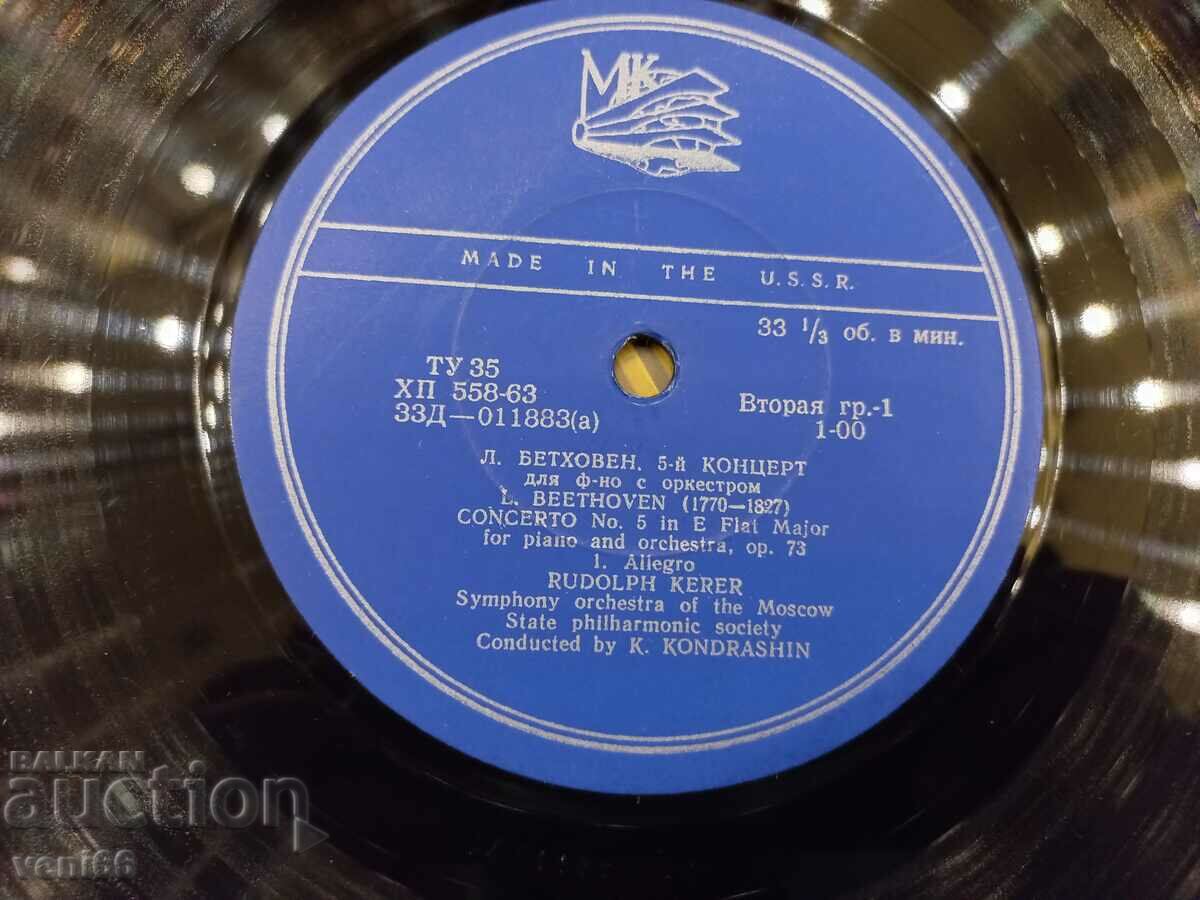 МК
MADE IN THE U.S.S.R.
33 1/3 об. в мин.
ТУ 35
ХП 558-63
33Д—011883(а)
Вторая гр.-1
1-00
Л. БЕТХОВЕН. 5-й КОНЦЕРТ
для ф-но с оркестром
L. BEETHOVEN (1770—1827)
CONCERTO No. 5 in E Flat Major
for piano and orchestra, op. 73
1. Allegro
RUDOLPH KERER
Symphony orchestra of the Moscow
State philharmonic society
Conducted by K. KONDRASHIN
BALKAN
auction
veni66